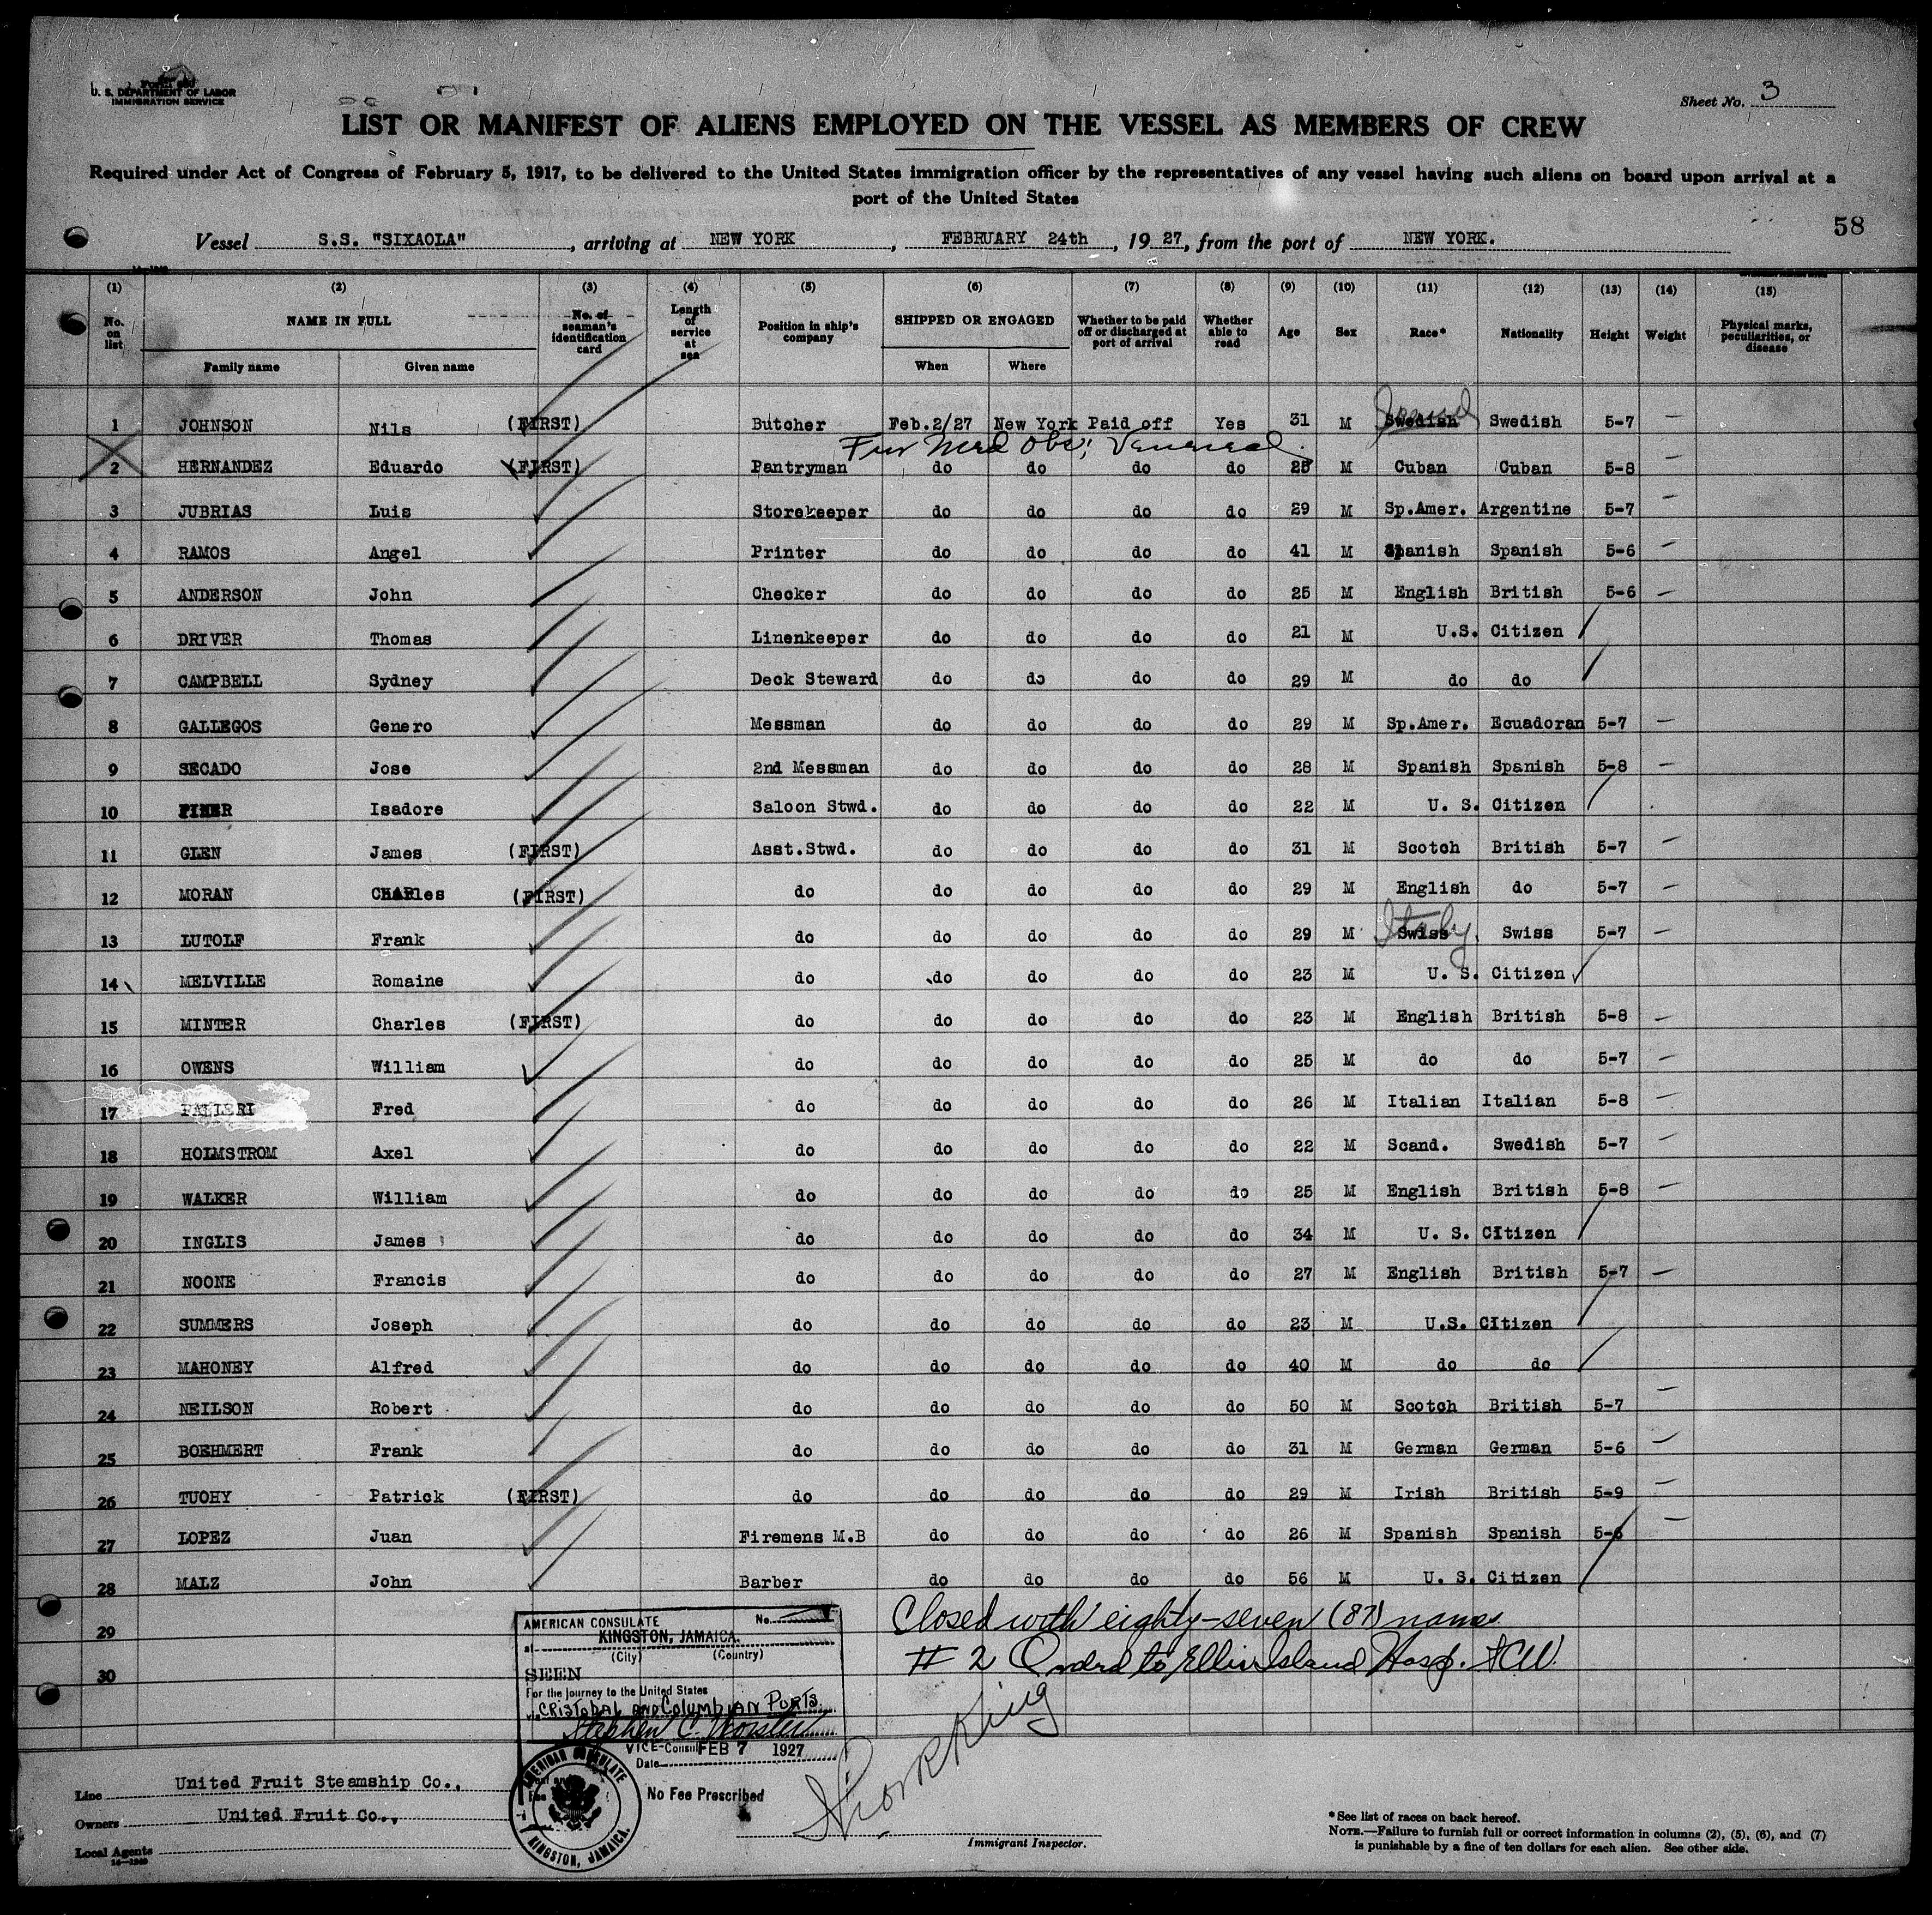 U. S. DEPARTMENT OF LABOR
IMMIGRATION SERVICE
Sheet No. 3
LIST OR MANIFEST OF ALIENS EMPLOYED ON THE VESSEL AS MEMBERS OF CREW
Required under Act of Congress of February 5, 1917, to be delivered to the United States immigration officer by the representatives of any vessel having such aliens on board upon arrival at a
port of the United States
58
Vessel S.S. "SIXAOLA", arriving at NEW YORK, FEBRUARY 24th, 1927, from the port of NEW YORK.
(1) (2) (3) (4) (5) (6) (7) (8) (9) (10) (11) (12) (13) (14) (15)
No. on list NAME IN FULL No. of seaman's identification card Length of service at sea Position in ship's company SHIPPED OR ENGAGED Whether to be paid off or discharged at port of arrival Whether able to read Age Sex Race* Nationality Height Weight Physical marks, peculiarities, or disease
Family name Given name When Where
1 JOHNSON Nils (FIRST) Butcher Feb.2/27 New York Paid off Yes 31 M Swedish Swedish 5-7 —
Fur Med Obs; Venereal
2 HERNANDEZ Eduardo (FIRST) Pantryman do do do do 25 M Cuban Cuban 5-8 —
3 JUBRIAS Luis Storekeeper do do do do 29 M Sp.Amer. Argentine 5-7 —
4 RAMOS Angel Printer do do do do 41 M Spanish Spanish 5-6 —
5 ANDERSON John Checker do do do do 25 M English British 5-6 —
6 DRIVER Thomas Linenkeeper do do do do 21 M U.S. Citizen
7 CAMPBELL Sydney Deck Steward do do do do 29 M do do
8 GALLEGOS Genero Messman do do do do 29 M Sp.Amer. Ecuadoran 5-7 —
9 SECADO Jose 2nd Messman do do do do 28 M Spanish Spanish 5-8 —
10 Isadore Saloon Stwd. do do do do 22 M U. S. Citizen
11 GLEN James (FIRST) Asst.Stwd. do do do do 31 M Scotch British 5-7 —
12 MORAN Charles (FIRST) do do do do do 29 M English do 5-7 —
13 LUTOLF Frank do do do do do 29 M Swiss Italy Swiss 5-7 —
14 MELVILLE Romaine do do do do do 23 M U. S. Citizen
15 MINTER Charles (FIRST) do do do do do 23 M English British 5-8 —
16 OWENS William do do do do do 25 M do do 5-7 —
17 FALLERI Fred do do do do do 26 M Italian Italian 5-8 —
18 HOLMSTROM Axel do do do do do 22 M Scand. Swedish 5-7 —
19 WALKER William do do do do do 25 M English British 5-8 —
20 INGLIS James do do do do do 34 M U. S. CItizen
21 NOONE Francis do do do do do 27 M English British 5-7 —
22 SUMMERS Joseph do do do do do 23 M U.S. CItizen
23 MAHONEY Alfred do do do do do 40 M do do
24 NEILSON Robert do do do do do 50 M Scotch British 5-7 —
25 BOEHMERT Frank do do do do do 31 M German German 5-6 —
26 TUOHY Patrick (FIRST) do do do do do 29 M Irish British 5-9 —
27 LOPEZ Juan Firemens M.B do do do do 26 M Spanish Spanish 5-6 —
28 MALZ John Barber do do do do 56 M U. S. Citizen
29
30
Closed with eighty-seven (87) names
# 2 Ordrd to Ellis Island Hosp.
AMERICAN CONSULATE No.
at KINGSTON, JAMAICA.
(City) (Country)
SEEN
For the journey to the United States
via CRISTOBAL AND COLUMBIAN PORTS
Stephen C. Worster
VICE-Consul
Date FEB 7 1927
AMERICAN CONSULATE
KINGSTON, JAMAICA.
No Fee Prescribed
Line United Fruit Steamship Co.,
Owners United Fruit Co.,
Local Agents
Immigrant Inspector.
*See list of races on back hereof.
NOTE.—Failure to furnish full or correct information in columns (2), (5), (6), and (7)
is punishable by a fine of ten dollars for each alien. See other side.